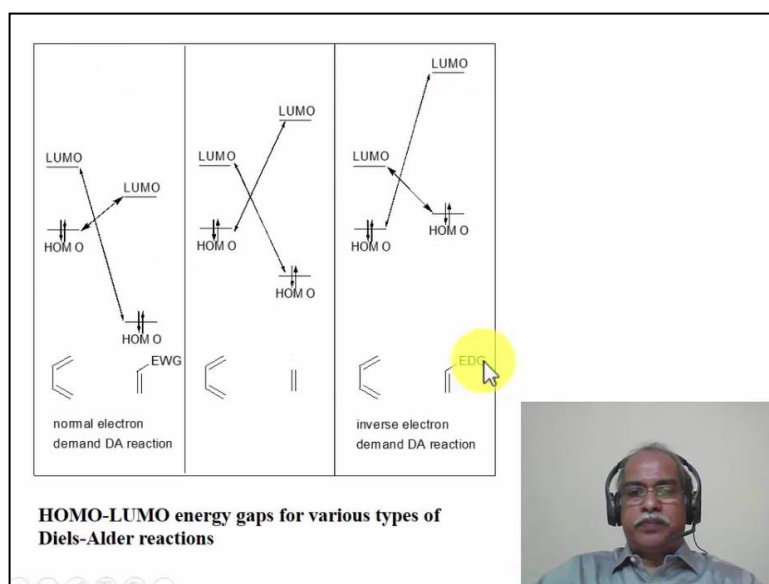 LUMO
LUMO
HOMO
HOMO
EWG
normal electron
demand DA reaction
LUMO
LUMO
HOMO
HOMO
LUMO
LUMO
HOMO
HOMO
EDG
inverse electron
demand DA reaction
HOMO-LUMO energy gaps for various types of
Diels-Alder reactions